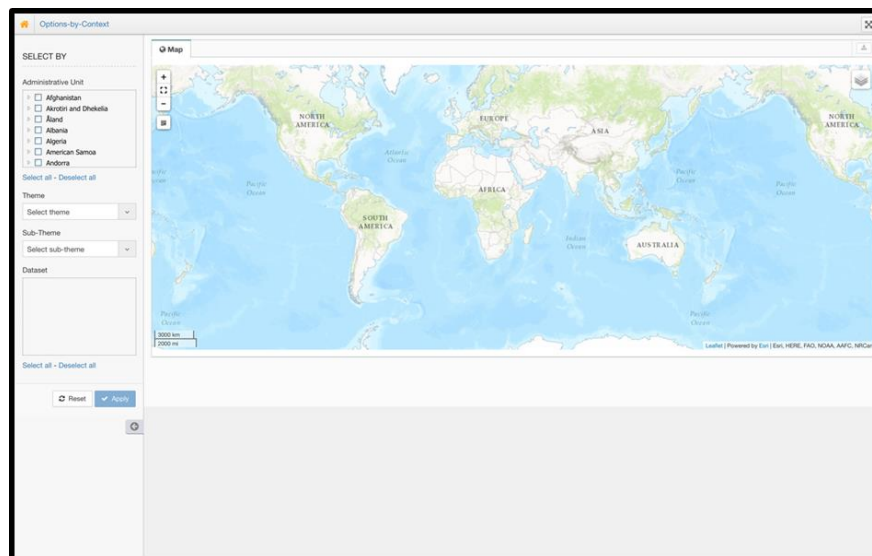 Options-by-Context
SELECT BY
Administrative Unit
Afghanistan
Akrotiri and Dhekelia
Åland
Albania
Algeria
American Samoa
Andorra
Select all - Deselect all
Theme
Select theme
Sub-Theme
Select sub-theme
Dataset
Select all - Deselect all
Reset
Apply
Map
+
−
NORTH
AMERICA
EUROPE
ASIA
NORTH
AMERICA
Atlantic
Ocean
Pacific
Ocean
AFRICA
Pacific
Ocean
SOUTH
AMERICA
Indian
Ocean
AUSTRALIA
Pacific
Ocean
Pacific
Ocean
3000 km
2000 mi
Leaflet | Powered by Esri | Esri, HERE, FAO, NOAA, AAFC, NRCan